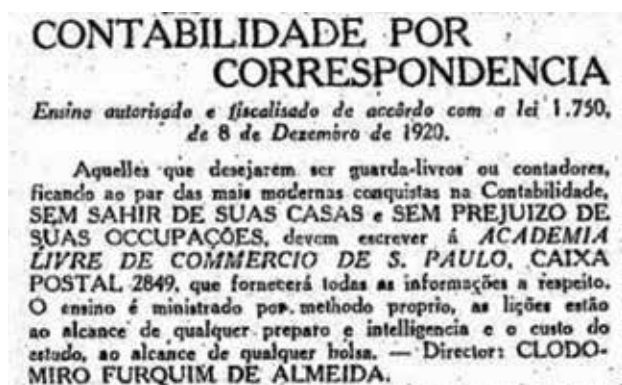 CONTABILIDADE POR
CORRESPONDENCIA
Ensino autorisado e fiscalisado de accôrdo com a lei 1.750,
de 8 de Dezembro de 1920.
Aquelles que desejarem ser guarda-livros ou contadores,
ficando ao par das mais modernas conquistas na Contabilidade,
SEM SAHIR DE SUAS CASAS e SEM PREJUIZO DE
SUAS OCCUPAÇÕES, devem escrever á ACADEMIA
LIVRE DE COMMERCIO DE S. PAULO, CAIXA
POSTAL 2849, que fornecerá todas as informações a respeito.
O ensino é ministrado por methodo proprio, as lições estão
ao alcance de qualquer preparo e intelligencia e o custo do
estudo, ao alcance de qualquer bolsa. — Director: CLODO-
MIRO FURQUIM DE ALMEIDA.